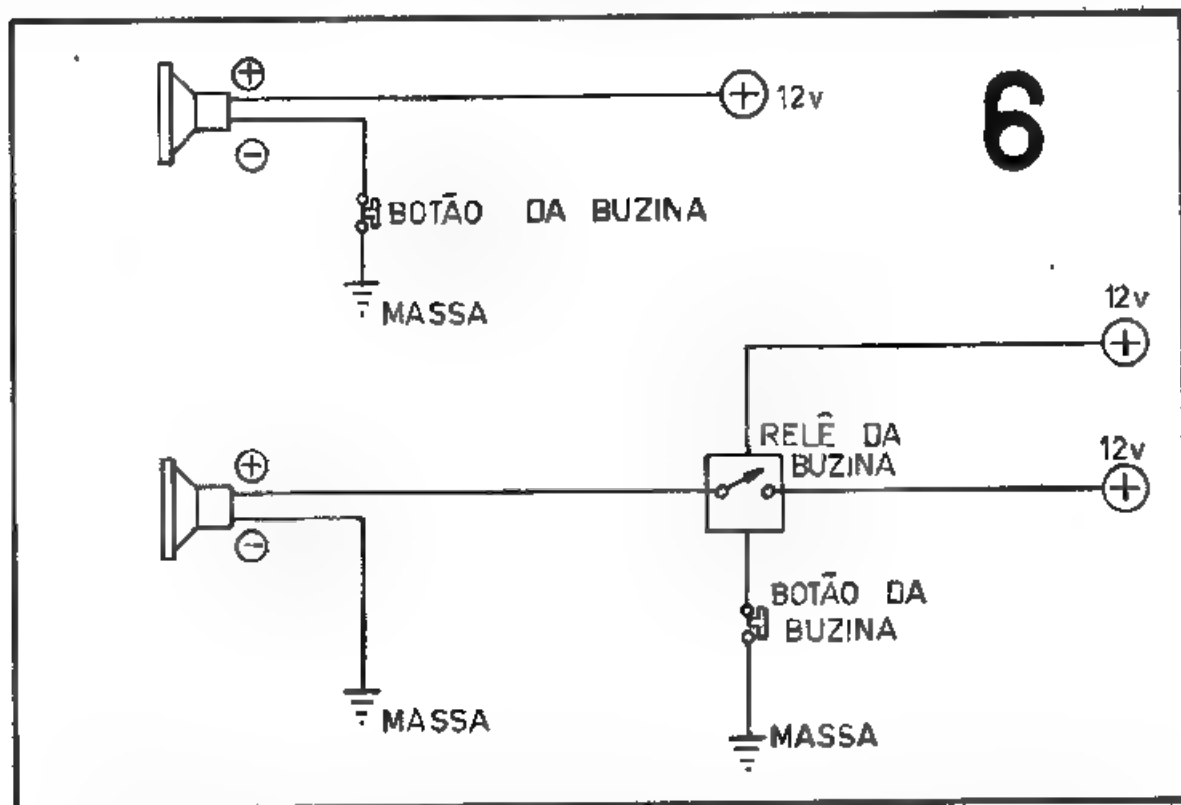 12v
6
BOTÃO DA BUZINA
MASSA
12v
RELÊ DA
BUZINA
12v
BOTÃO DA
BUZINA
MASSA
MASSA